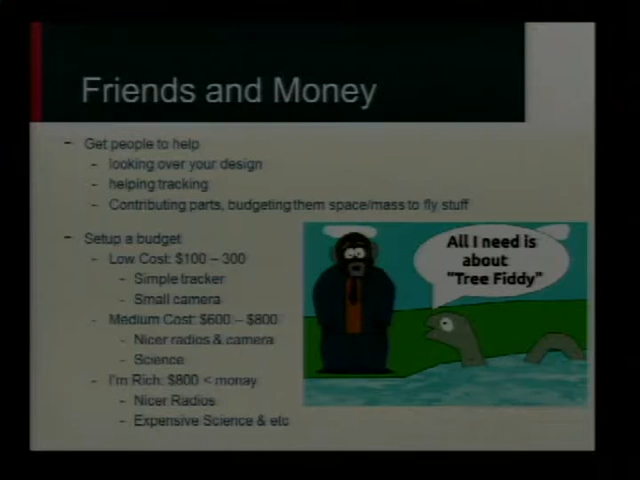 Friends and Money
Get people to help
looking over your design
helping tracking
Contributing parts, budgeting them space/mass to fly stuff
Setup a budget
Low Cost: $100 – 300
Simple tracker
Small camera
Medium Cost: $600 – $800
Nicer radios & camera
Science
I'm Rich: $800 < monay
Nicer Radios
Expensive Science & etc
All I need is
about
"Tree Fiddy"